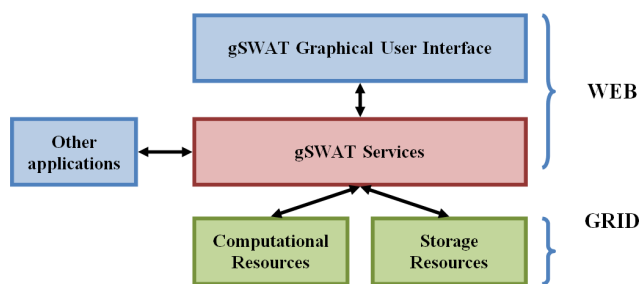 gSWAT Graphical User Interface
WEB
Other
applications
gSWAT Services
GRID
Computational
Resources
Storage
Resources